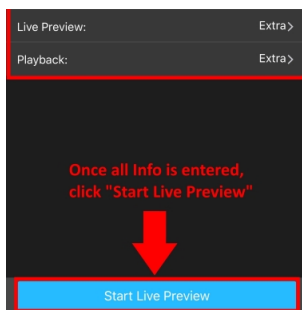 Live Preview: Extra>
Playback: Extra>
Once all Info is entered,
click "Start Live Preview"
Start Live Preview